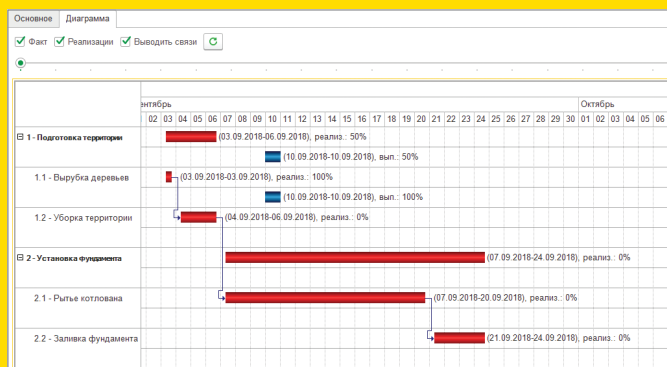 Основное Диаграмма
Факт Реализации Выводить связи
ентябрь Октябрь
02 03 04 05 06 07 08 09 10 11 12 13 14 15 16 17 18 19 20 21 22 23 24 25 26 27 28 29 30 01 02 03 04 05 06
1 - Подготовка территории (03.09.2018-06.09.2018), реализ.: 50%
(10.09.2018-10.09.2018), вып.: 50%
1.1 - Вырубка деревьев (03.09.2018-03.09.2018), реализ.: 100%
(10.09.2018-10.09.2018), вып.: 100%
1.2 - Уборка территории (04.09.2018-06.09.2018), реализ.: 0%
2 - Установка фундамента (07.09.2018-24.09.2018), реализ.: 0%
2.1 - Рытье котлована (07.09.2018-20.09.2018), реализ.: 0%
2.2 - Заливка фундамента (21.09.2018-24.09.2018), реализ.: 0%